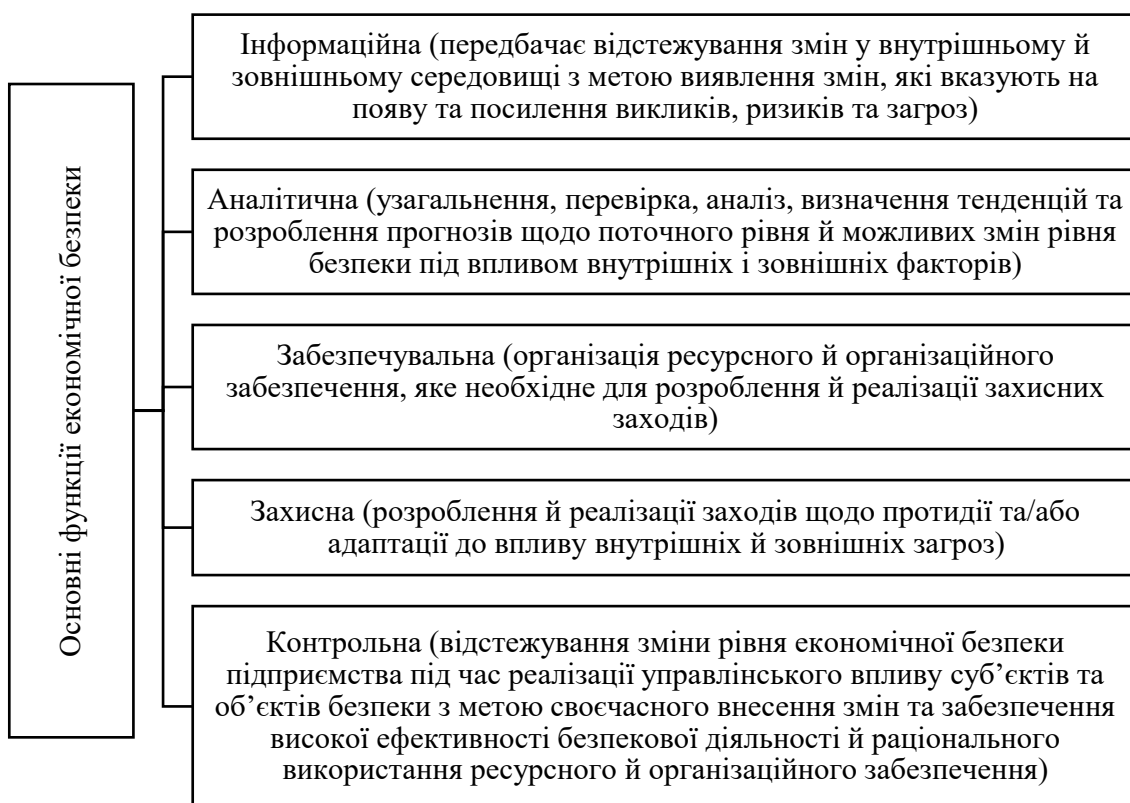 Основні функції економічної безпеки
Інформаційна (передбачає відстежування змін у внутрішньому й
зовнішньому середовищі з метою виявлення змін, які вказують на
появу та посилення викликів, ризиків та загроз)
Аналітична (узагальнення, перевірка, аналіз, визначення тенденцій та
розроблення прогнозів щодо поточного рівня й можливих змін рівня
безпеки під впливом внутрішніх і зовнішніх факторів)
Забезпечувальна (організація ресурсного й організаційного
забезпечення, яке необхідне для розроблення й реалізації захисних
заходів)
Захисна (розроблення й реалізації заходів щодо протидії та/або
адаптації до впливу внутрішніх й зовнішніх загроз)
Контрольна (відстежування зміни рівня економічної безпеки
підприємства під час реалізації управлінського впливу суб’єктів та
об’єктів безпеки з метою своєчасного внесення змін та забезпечення
високої ефективності безпекової діяльності й раціонального
використання ресурсного й організаційного забезпечення)